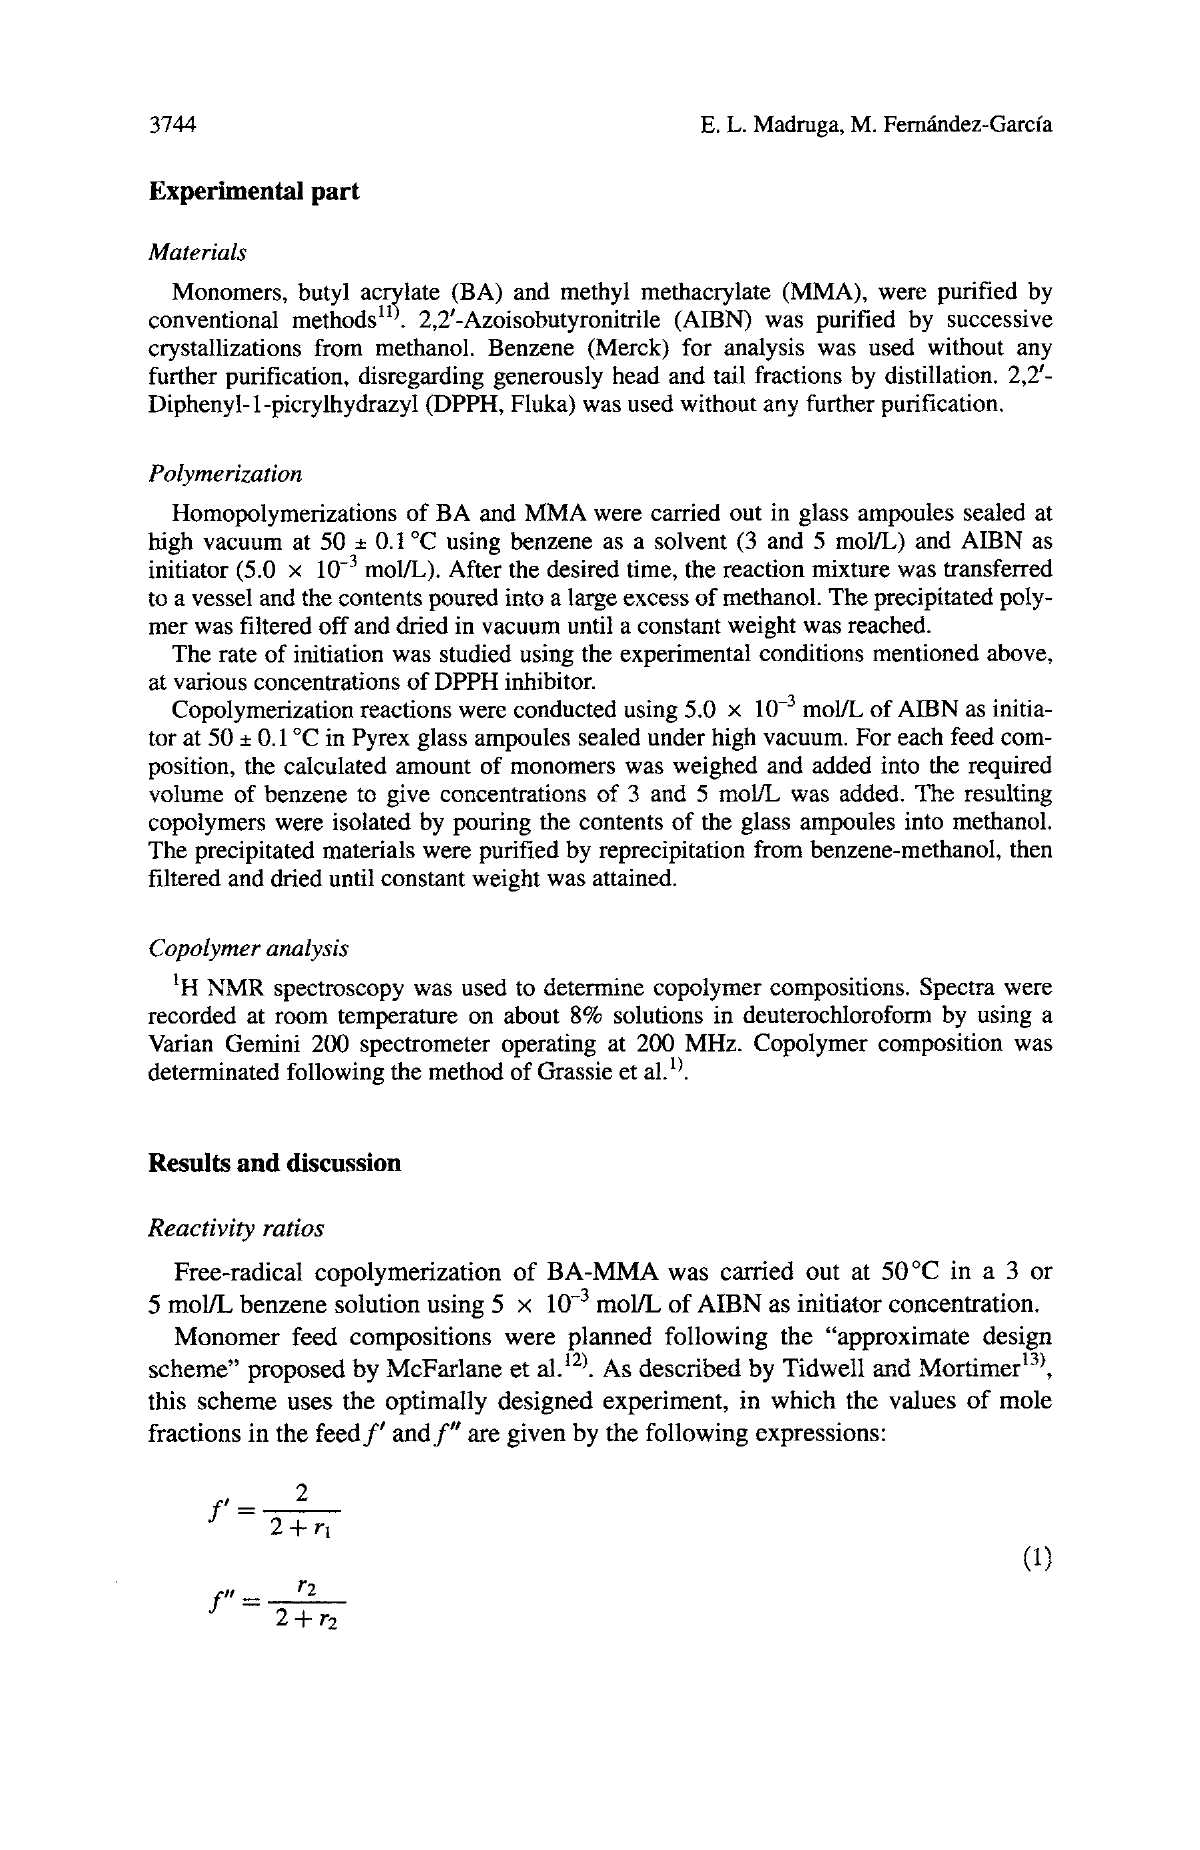 3744 E. L. Madruga, M. Fernández-García
Experimental part
Materials
Monomers, butyl acrylate (BA) and methyl methacrylate (MMA), were purified by
conventional methods¹¹⁾. 2,2′-Azoisobutyronitrile (AIBN) was purified by successive
crystallizations from methanol. Benzene (Merck) for analysis was used without any
further purification, disregarding generously head and tail fractions by distillation. 2,2′-
Diphenyl-1-picrylhydrazyl (DPPH, Fluka) was used without any further purification.
Polymerization
Homopolymerizations of BA and MMA were carried out in glass ampoules sealed at
high vacuum at 50 ± 0.1 °C using benzene as a solvent (3 and 5 mol/L) and AIBN as
initiator (5.0 × 10⁻³ mol/L). After the desired time, the reaction mixture was transferred
to a vessel and the contents poured into a large excess of methanol. The precipitated poly-
mer was filtered off and dried in vacuum until a constant weight was reached.
The rate of initiation was studied using the experimental conditions mentioned above,
at various concentrations of DPPH inhibitor.
Copolymerization reactions were conducted using 5.0 × 10⁻³ mol/L of AIBN as initia-
tor at 50 ± 0.1 °C in Pyrex glass ampoules sealed under high vacuum. For each feed com-
position, the calculated amount of monomers was weighed and added into the required
volume of benzene to give concentrations of 3 and 5 mol/L was added. The resulting
copolymers were isolated by pouring the contents of the glass ampoules into methanol.
The precipitated materials were purified by reprecipitation from benzene-methanol, then
filtered and dried until constant weight was attained.
Copolymer analysis
¹H NMR spectroscopy was used to determine copolymer compositions. Spectra were
recorded at room temperature on about 8% solutions in deuterochloroform by using a
Varian Gemini 200 spectrometer operating at 200 MHz. Copolymer composition was
determinated following the method of Grassie et al.¹⁾.
Results and discussion
Reactivity ratios
Free-radical copolymerization of BA-MMA was carried out at 50 °C in a 3 or
5 mol/L benzene solution using 5 × 10⁻³ mol/L of AIBN as initiator concentration.
Monomer feed compositions were planned following the “approximate design
scheme” proposed by McFarlane et al.¹²⁾. As described by Tidwell and Mortimer¹³⁾,
this scheme uses the optimally designed experiment, in which the values of mole
fractions in the feed f′ and f″ are given by the following expressions:
f′ = 2 / (2 + r₁)
(1)
f″ = r₂ / (2 + r₂)